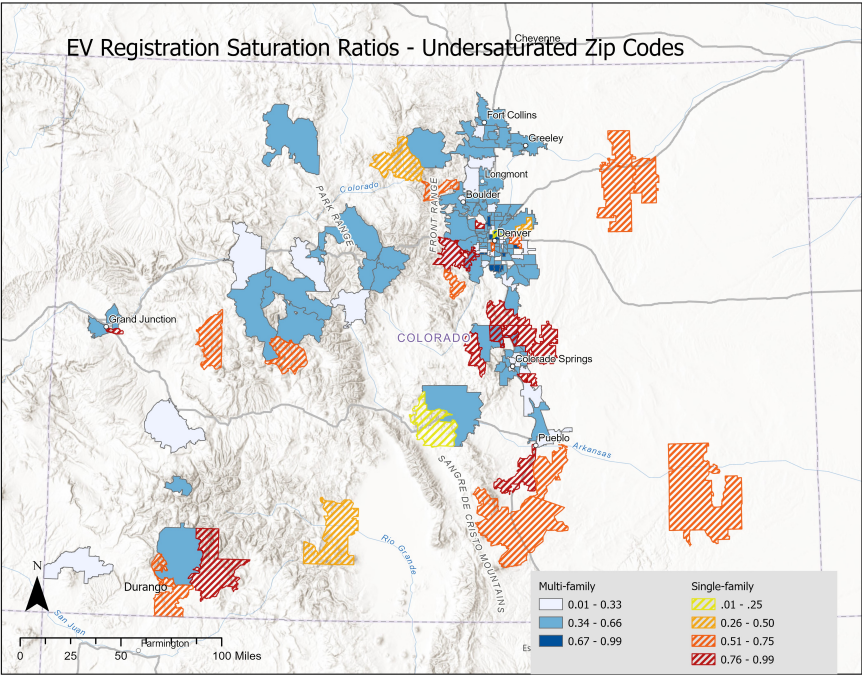 EV Registration Saturation Ratios - Undersaturated Zip Codes
Cheyenne
Fort Collins
Greeley
Longmont
Colorado
Boulder
PARK RANGE
FRONT RANGE
Denver
Grand Junction
COLORADO
Colorado Springs
Pueblo
Arkansas
SANGRE DE CRISTO MOUNTAINS
Rio Grande
N
Durango
San Juan
Farmington
0 25 50 100 Miles
Es
Multi-family
0.01 - 0.33
0.34 - 0.66
0.67 - 0.99
Single-family
.01 - .25
0.26 - 0.50
0.51 - 0.75
0.76 - 0.99